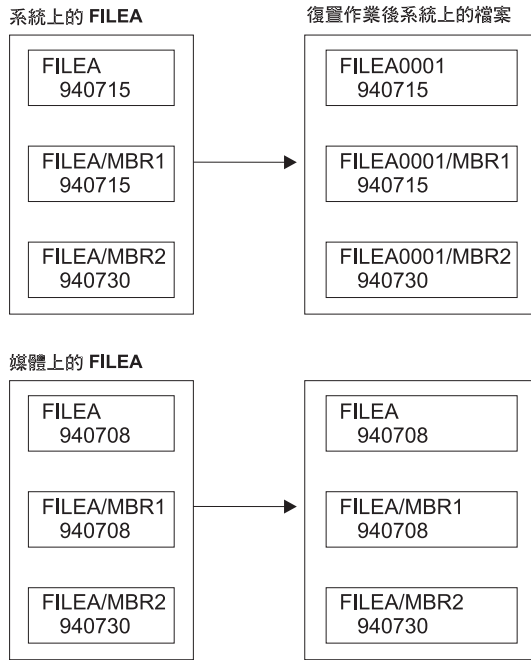 系統上的 FILEA
復置作業後系統上的檔案
FILEA
940715
FILEA/MBR1
940715
FILEA/MBR2
940730
FILEA0001
940715
FILEA0001/MBR1
940715
FILEA0001/MBR2
940730
媒體上的 FILEA
FILEA
940708
FILEA/MBR1
940708
FILEA/MBR2
940730
FILEA
940708
FILEA/MBR1
940708
FILEA/MBR2
940730